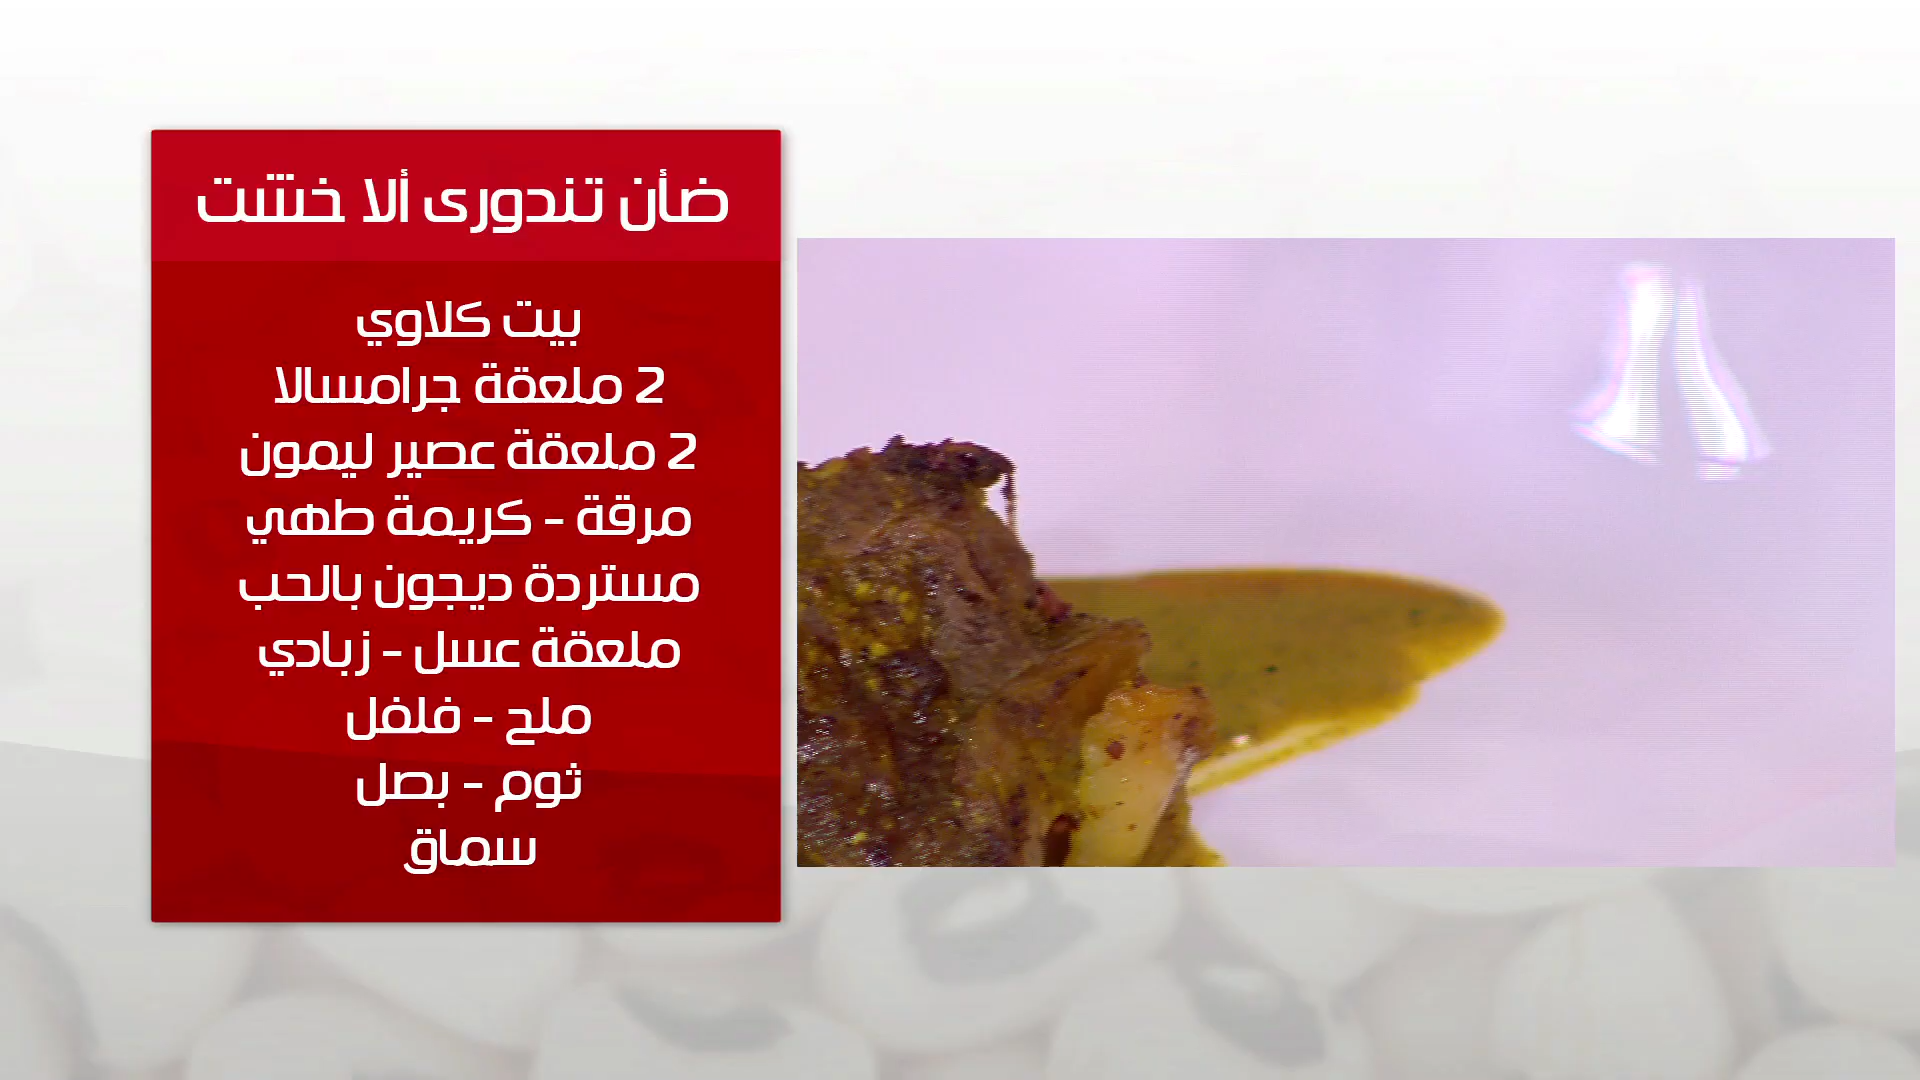 ضأن تندورى ألا خشت
بيت كلاوي
2 ملعقة جرامسالا
2 ملعقة عصير ليمون
مرقة - كريمة طهي
مستردة ديجون بالحب
ملعقة عسل - زبادي
ملح - فلفل
ثوم - بصل
سماق